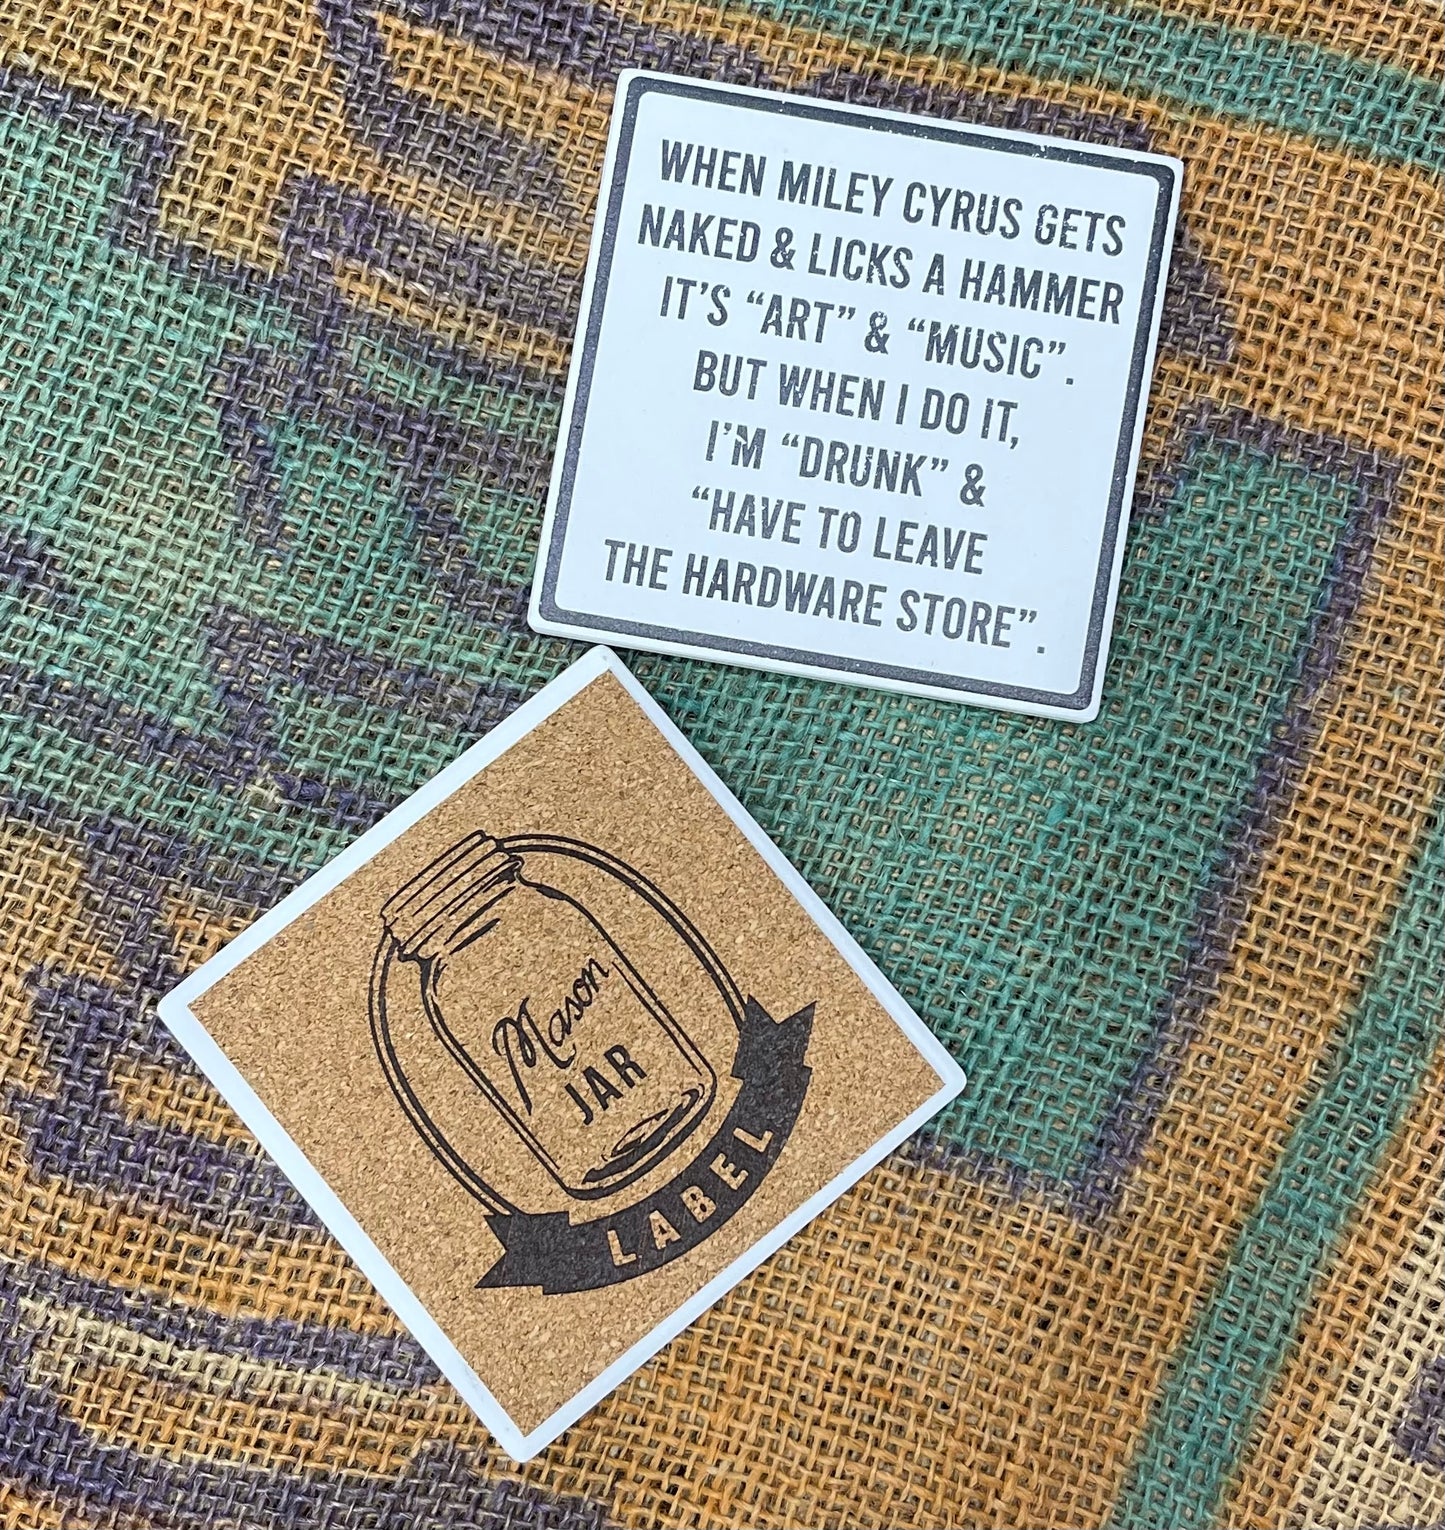 WHEN MILEY CYRUS GETS
NAKED & LICKS A HAMMER
IT'S “ART” & “MUSIC”.
BUT WHEN I DO IT,
I'M “DRUNK” &
“HAVE TO LEAVE
THE HARDWARE STORE”.
Mason
JAR
LABEL